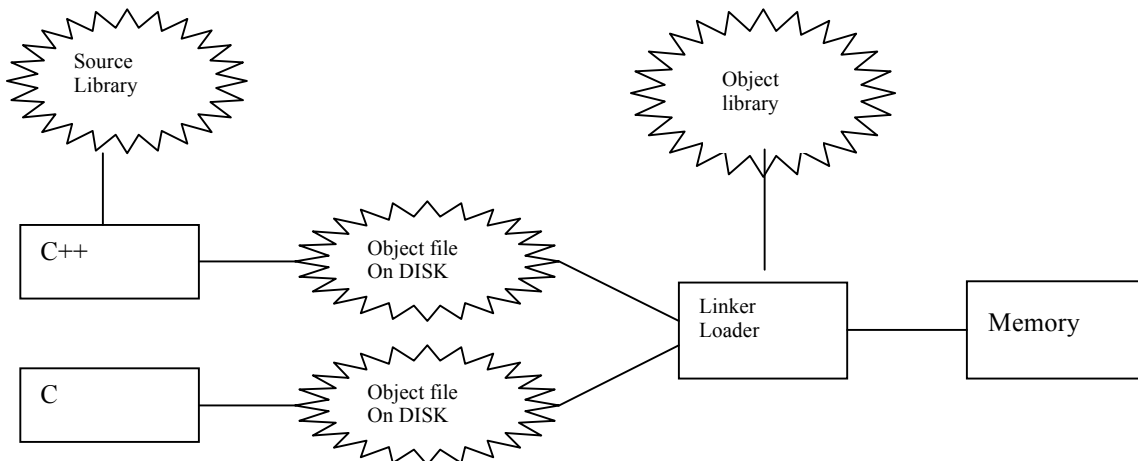 Source
Library
Object
library
C++
Object file
On DISK
Linker
Loader
Memory
C
Object file
On DISK